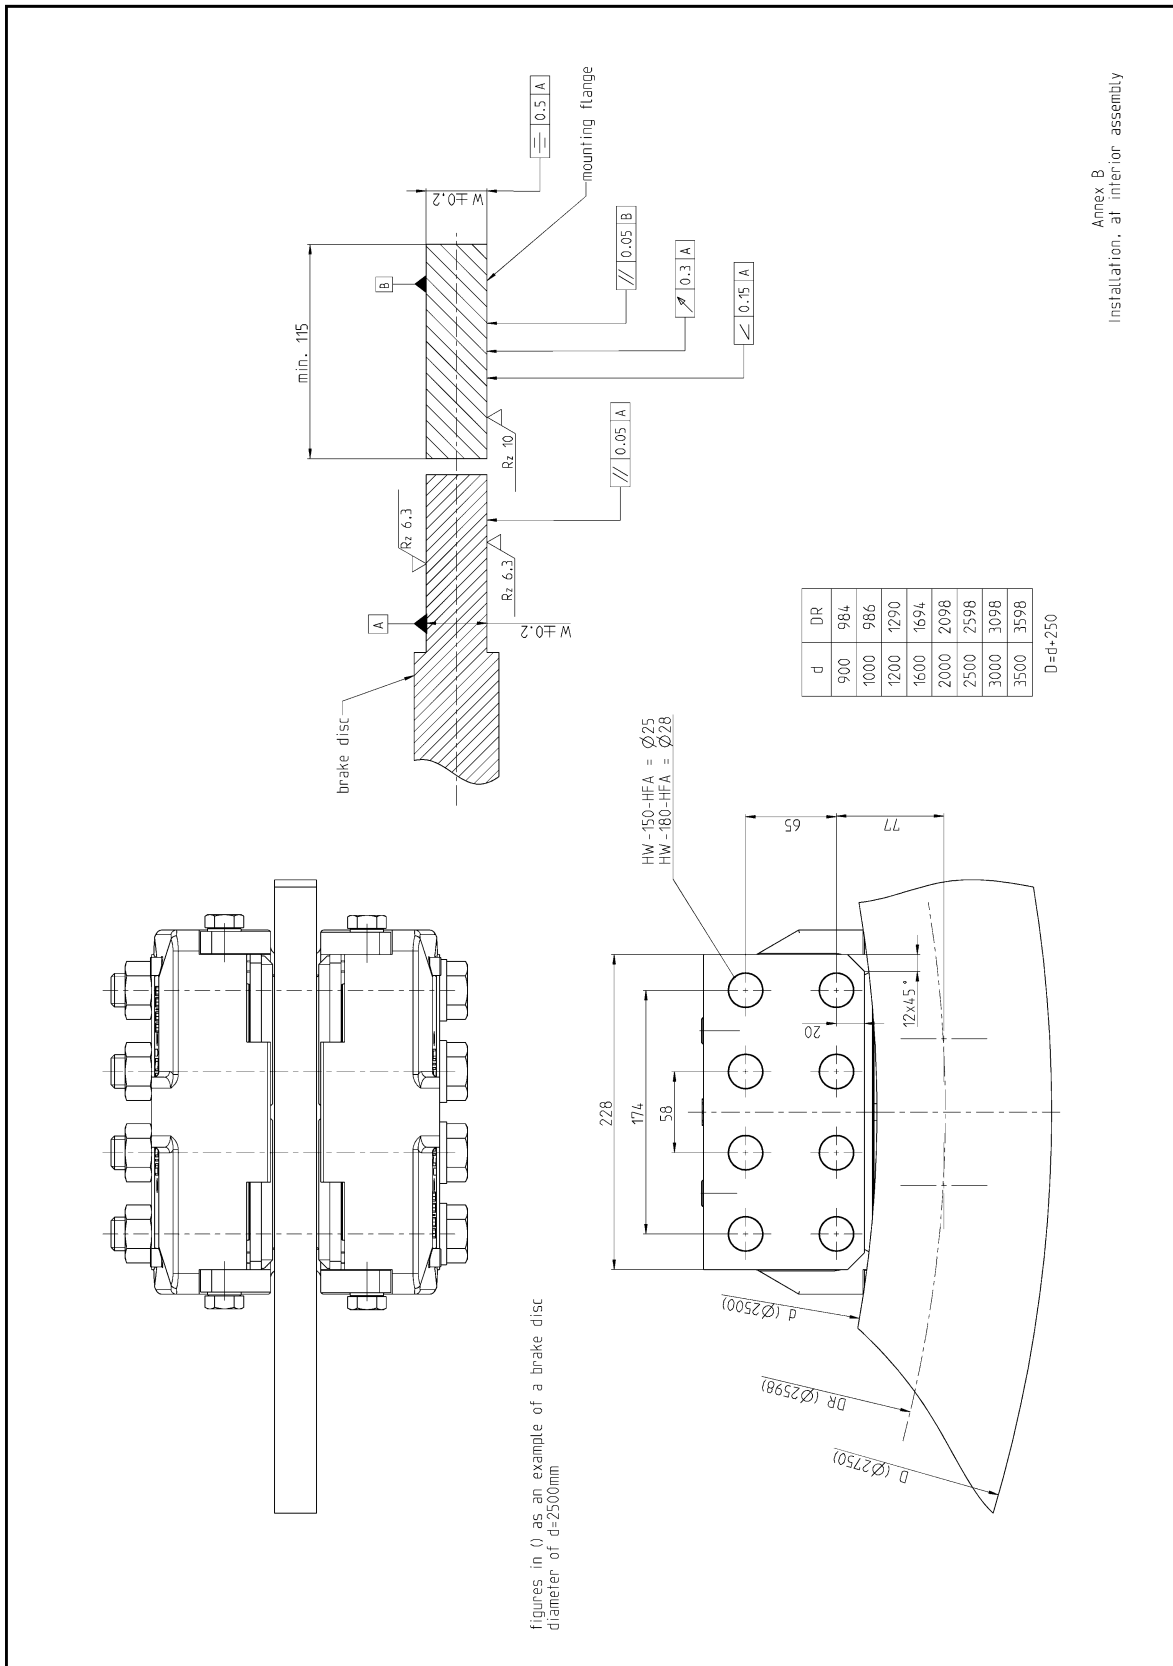 min. 115
B
W±0.2
0.5 A
mounting flange
// 0.05 B
0.3 A
0.15 A
Rz 10
// 0.05 A
Rz 6.3
Rz 6.3
A
W±0.2
brake disc
Annex B
Installation, at interior assembly
d DR
900 984
1000 986
1200 1290
1600 1694
2000 2098
2500 2598
3000 3098
3500 3598
D=d+250
HW-150-HFA = Ø25
HW-180-HFA = Ø28
65
77
20
12x45°
228
174
58
d (Ø2500)
DR (Ø2598)
D (Ø2750)
figures in () as an example of a brake disc
diameter of d=2500mm